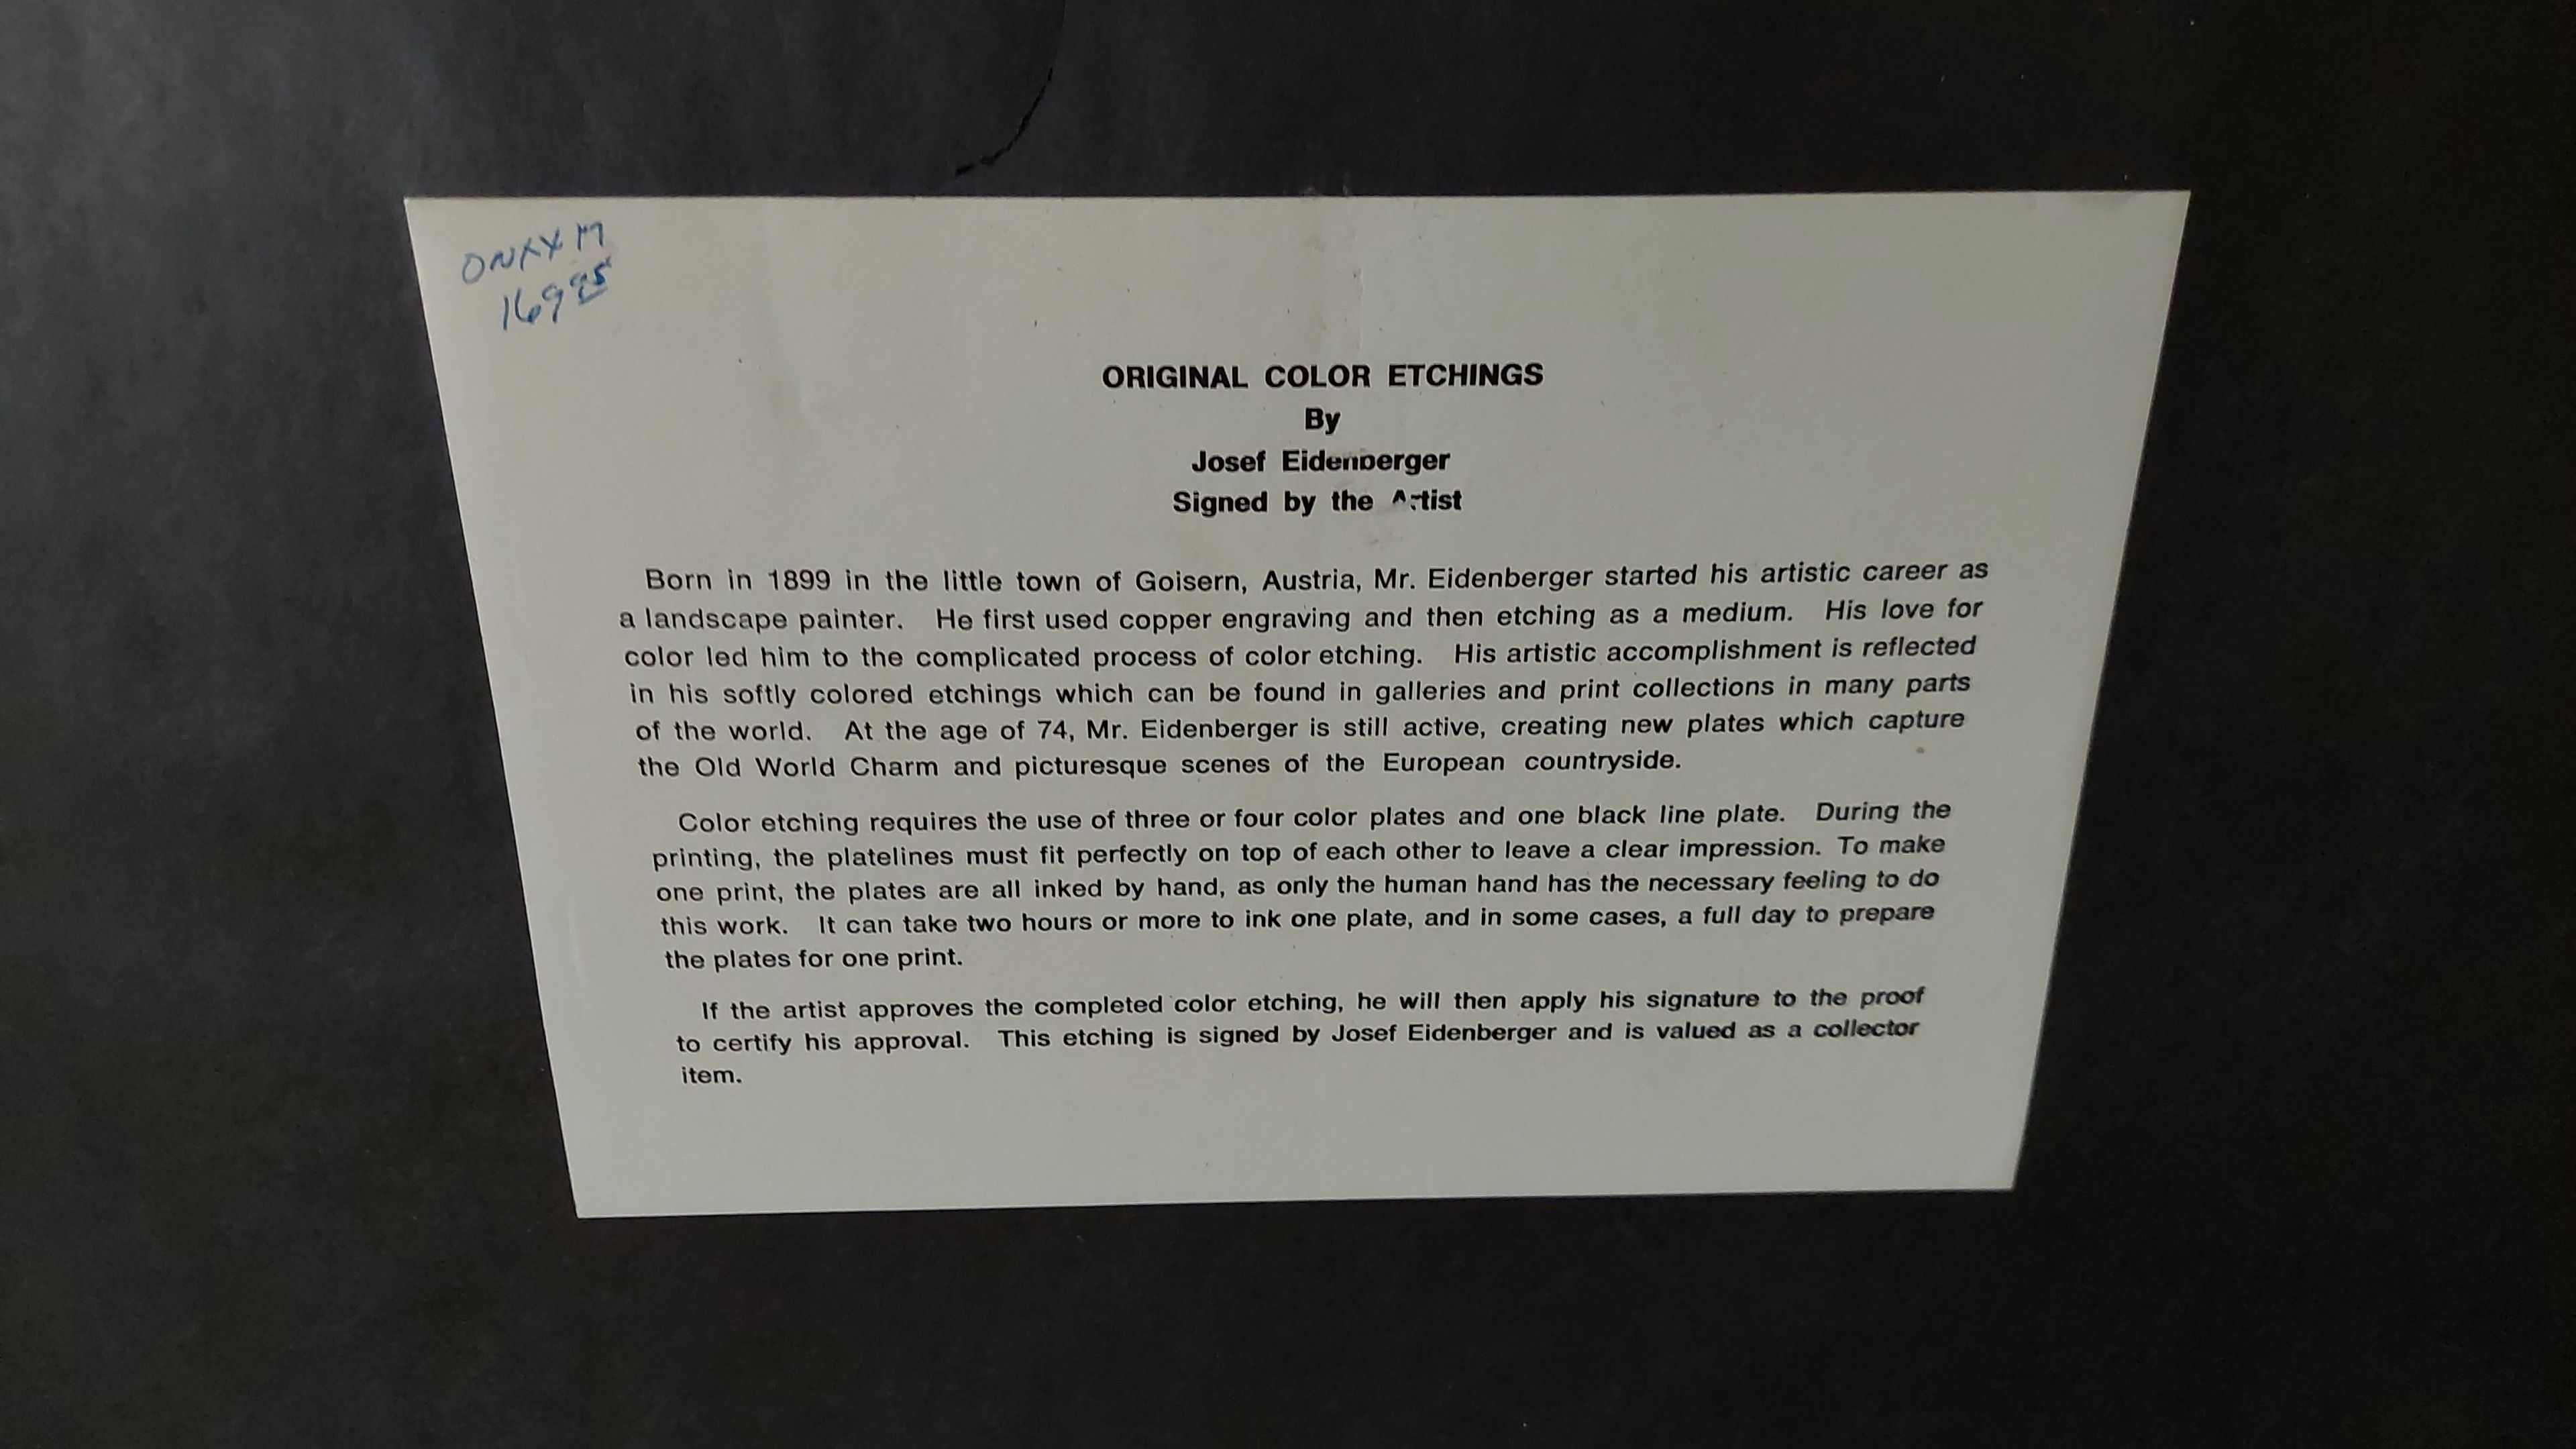 ONXX M
169 95
ORIGINAL COLOR ETCHINGS
By
Josef Eidenberger
Signed by the Artist
Born in 1899 in the little town of Goisern, Austria, Mr. Eidenberger started his artistic career as
a landscape painter. He first used copper engraving and then etching as a medium. His love for
color led him to the complicated process of color etching. His artistic accomplishment is reflected
in his softly colored etchings which can be found in galleries and print collections in many parts
of the world. At the age of 74, Mr. Eidenberger is still active, creating new plates which capture
the Old World Charm and picturesque scenes of the European countryside.
Color etching requires the use of three or four color plates and one black line plate. During the
printing, the platelines must fit perfectly on top of each other to leave a clear impression. To make
one print, the plates are all inked by hand, as only the human hand has the necessary feeling to do
this work. It can take two hours or more to ink one plate, and in some cases, a full day to prepare
the plates for one print.
If the artist approves the completed color etching, he will then apply his signature to the proof
to certify his approval. This etching is signed by Josef Eidenberger and is valued as a collector
item.